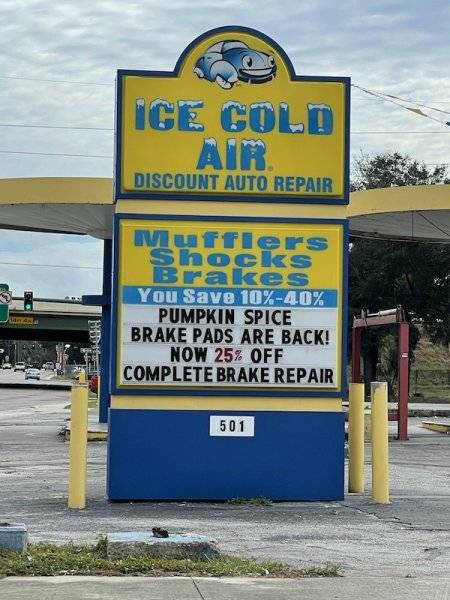 ICE COLD
AIR®
DISCOUNT AUTO REPAIR
Mufflers
Shocks
Brakes
You Save 10%-40%
PUMPKIN SPICE
BRAKE PADS ARE BACK!
NOW 25% OFF
COMPLETE BRAKE REPAIR
501